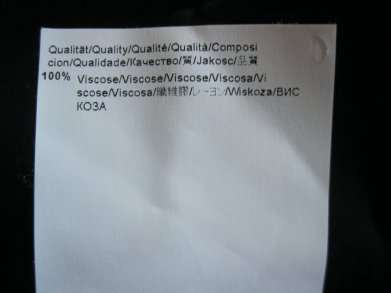 Qualität/Quality/Qualité/Qualità/Composi
cion/Qualidade/Качество/質/Jakosc/品質
100% Viscose/Viscose/Viscose/Viscosa/Vi
scose/Viscosa/纖維膠/レーヨン/Wiskoza/ВИС
КОЗА